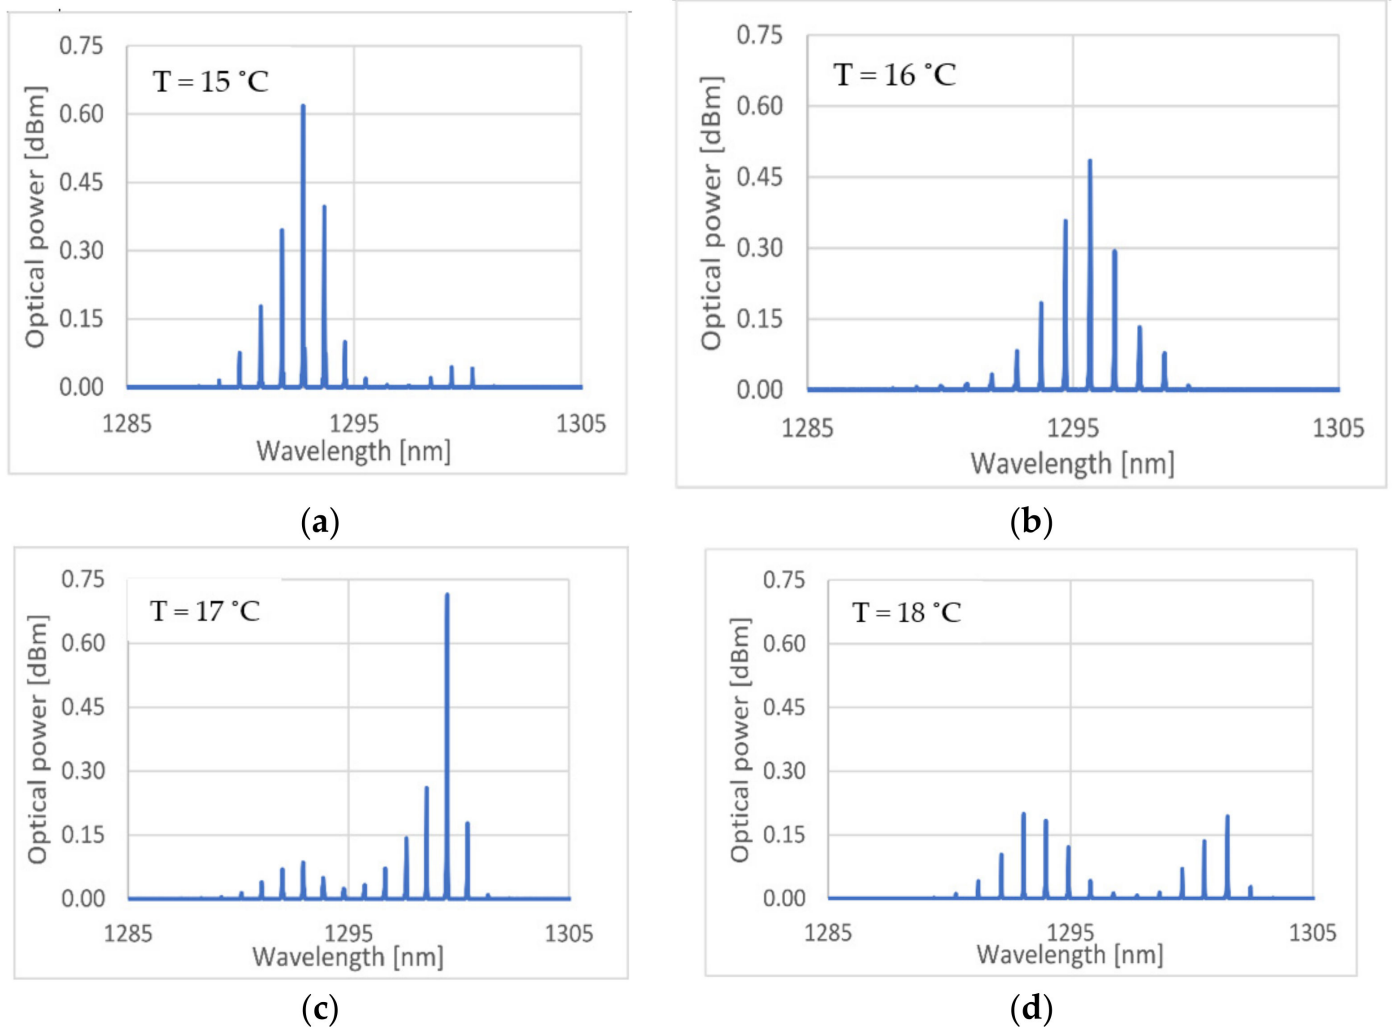 T = 15 ˚C
Optical power [dBm]
0.75
0.60
0.45
0.30
0.15
0.00
1285 1295 1305
Wavelength [nm]
(a)
T = 16 ˚C
Optical power [dBm]
0.75
0.60
0.45
0.30
0.15
0.00
1285 1295 1305
Wavelength [nm]
(b)
T = 17 ˚C
Optical power [dBm]
0.75
0.60
0.45
0.30
0.15
0.00
1285 1295 1305
Wavelength [nm]
(c)
T = 18 ˚C
Optical power [dBm]
0.75
0.60
0.45
0.30
0.15
0.00
1285 1295 1305
Wavelength [nm]
(d)